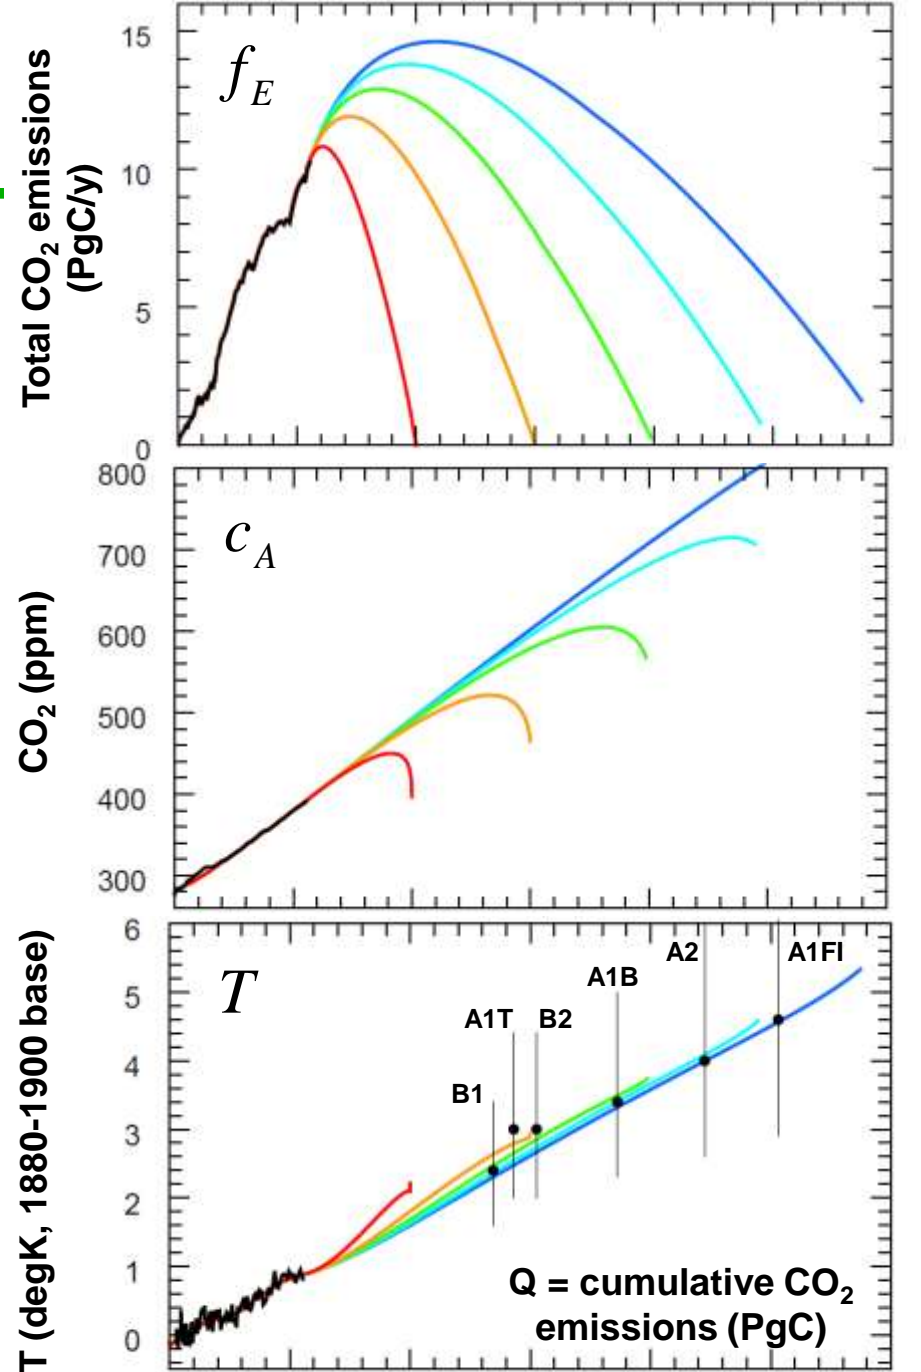 Total CO₂ emissions
(PgC/y)
15
10
5
0
f_E
CO₂ (ppm)
800
700
600
500
400
300
c_A
T (degK, 1880-1900 base)
6
5
4
3
2
1
0
T
A1FI
A2
A1B
A1T
B2
B1
Q = cumulative CO₂
emissions (PgC)